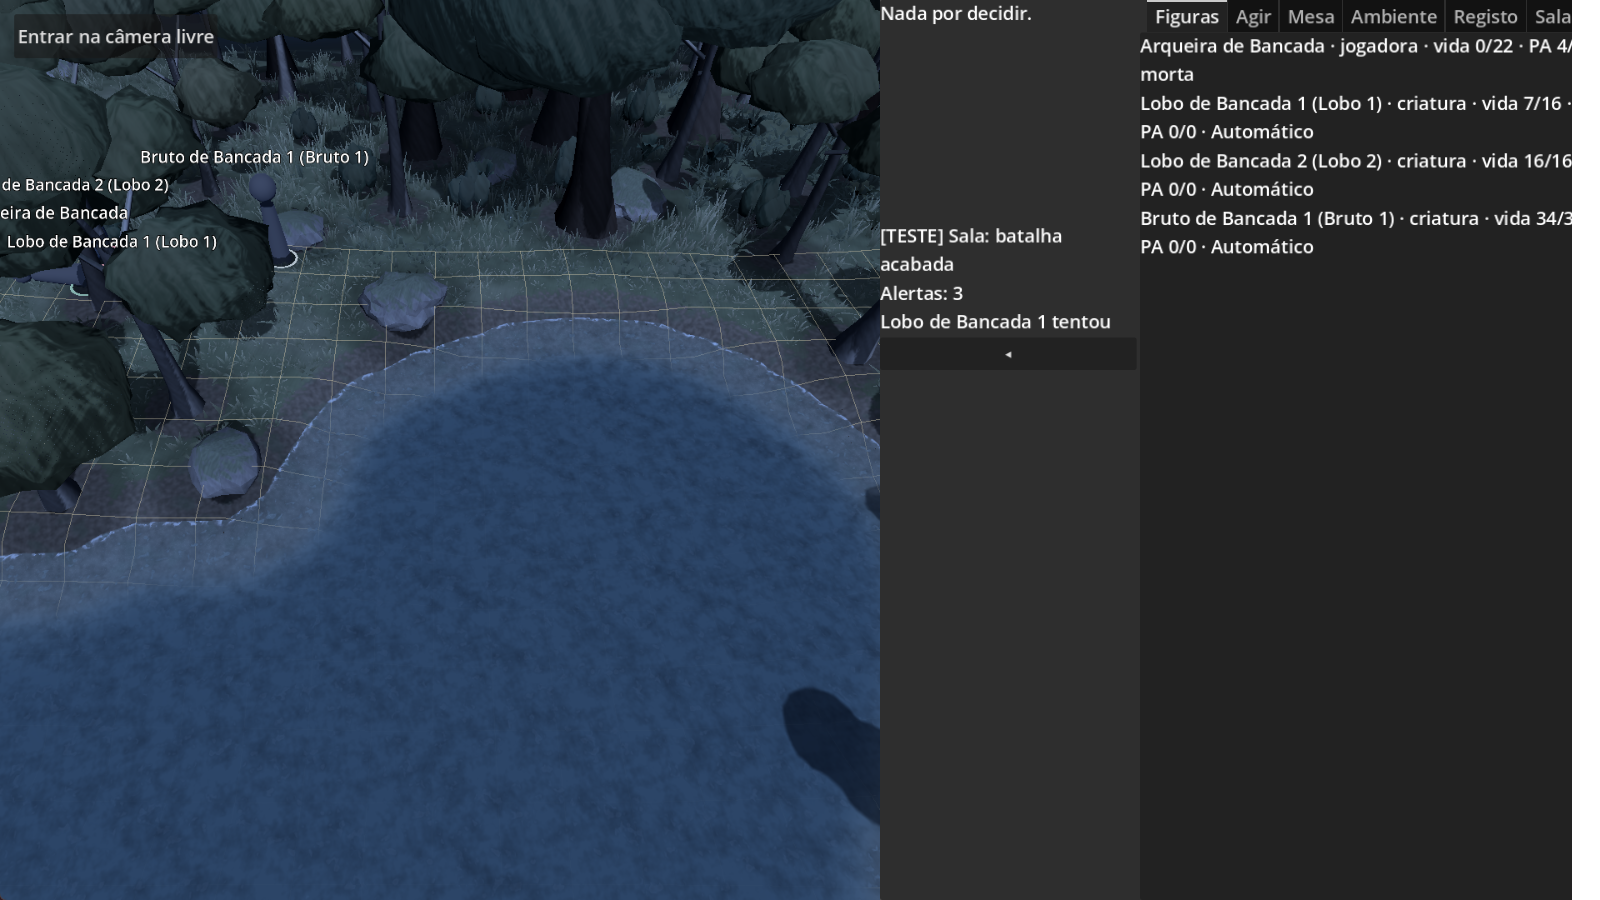 Entrar na câmera livre
Bruto de Bancada 1 (Bruto 1)
de Bancada 2 (Lobo 2)
eira de Bancada
Lobo de Bancada 1 (Lobo 1)
Nada por decidir.
[TESTE] Sala: batalha
acabada
Alertas: 3
Lobo de Bancada 1 tentou
Figuras Agir Mesa Ambiente Registo Sala
Arqueira de Bancada · jogadora · vida 0/22 · PA 4/
morta
Lobo de Bancada 1 (Lobo 1) · criatura · vida 7/16 ·
PA 0/0 · Automático
Lobo de Bancada 2 (Lobo 2) · criatura · vida 16/16
PA 0/0 · Automático
Bruto de Bancada 1 (Bruto 1) · criatura · vida 34/3
PA 0/0 · Automático